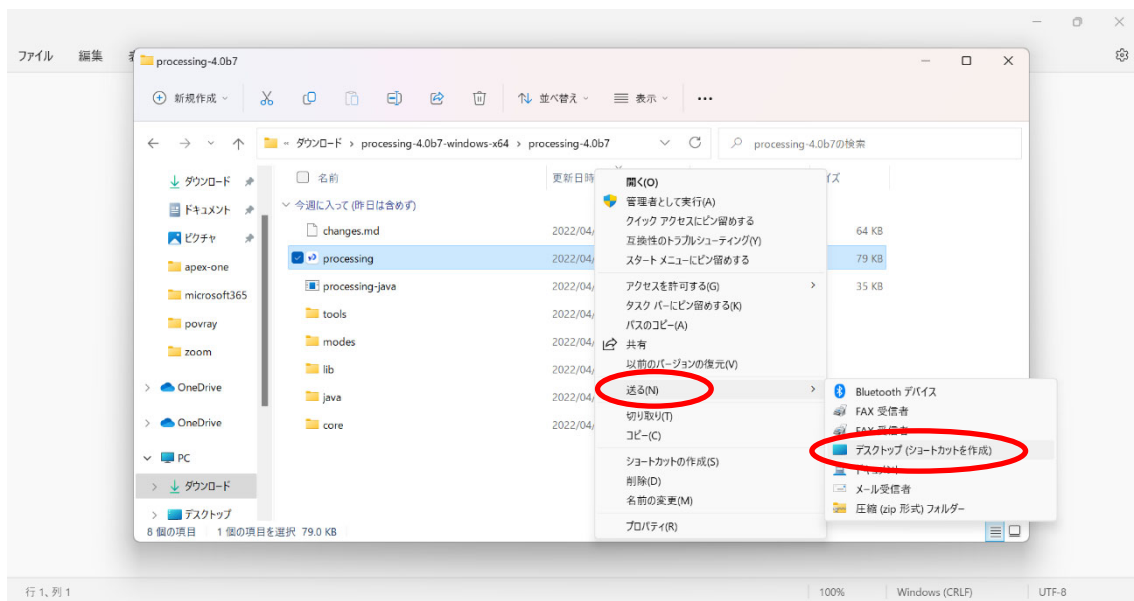 ファイル 編集
processing-4.0b7
新規作成 並べ替え 表示
ダウンロード > processing-4.0b7-windows-x64 > processing-4.0b7
processing-4.0b7の検索
ダウンロード
ドキュメント
ピクチャ
apex-one
microsoft365
povray
zoom
OneDrive
OneDrive
PC
ダウンロード
デスクトップ
名前 更新日時 イズ
今週に入って (昨日は含めず)
changes.md 2022/04/ 64 KB
processing 2022/04/ 79 KB
processing-java 2022/04/ 35 KB
tools 2022/04/
modes 2022/04/
lib 2022/04/
java 2022/04/
core 2022/04/
開く(O)
管理者として実行(A)
クイック アクセスにピン留めする
互換性のトラブルシューティング(Y)
スタート メニューにピン留めする
アクセスを許可する(G)
タスク バーにピン留めする(K)
パスのコピー(A)
共有
以前のバージョンの復元(V)
送る(N)
切り取り(T)
コピー(C)
ショートカットの作成(S)
削除(D)
名前の変更(M)
プロパティ(R)
Bluetooth デバイス
FAX 受信者
FAX 受信者
デスクトップ (ショートカットを作成)
ドキュメント
メール受信者
圧縮 (zip 形式) フォルダー
8 個の項目 1 個の項目を選択 79.0 KB
行 1、列 1 100% Windows (CRLF) UTF-8